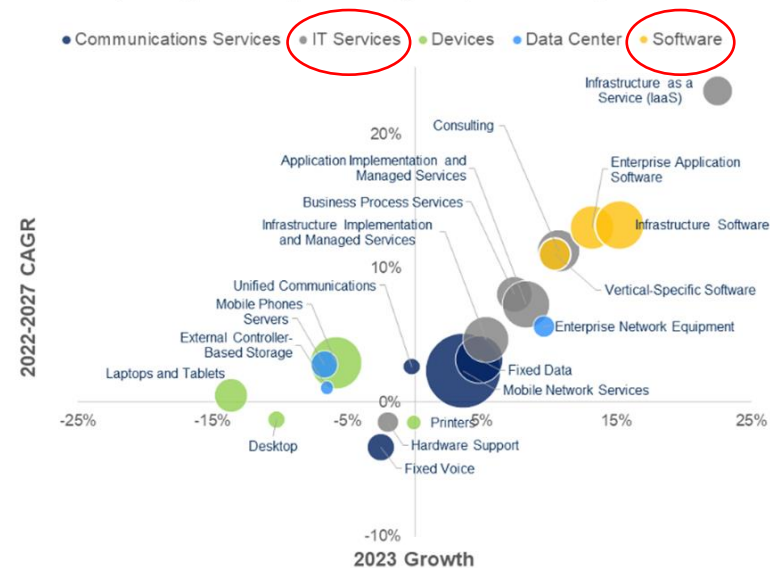 Communications Services IT Services Devices Data Center Software
Infrastructure as a
Service (IaaS)
Consulting
20%
Application Implementation and
Managed Services
Enterprise Application
Software
Business Process Services
Infrastructure Implementation
and Managed Services
Infrastructure Software
10%
Unified Communications
Vertical-Specific Software
Mobile Phones
Servers
Enterprise Network Equipment
External Controller-
Based Storage
Laptops and Tablets
Fixed Data
Mobile Network Services
0%
-25% -15% -5% 5% 15% 25%
Printers
Desktop
Hardware Support
Fixed Voice
-10%
2023 Growth
2022-2027 CAGR